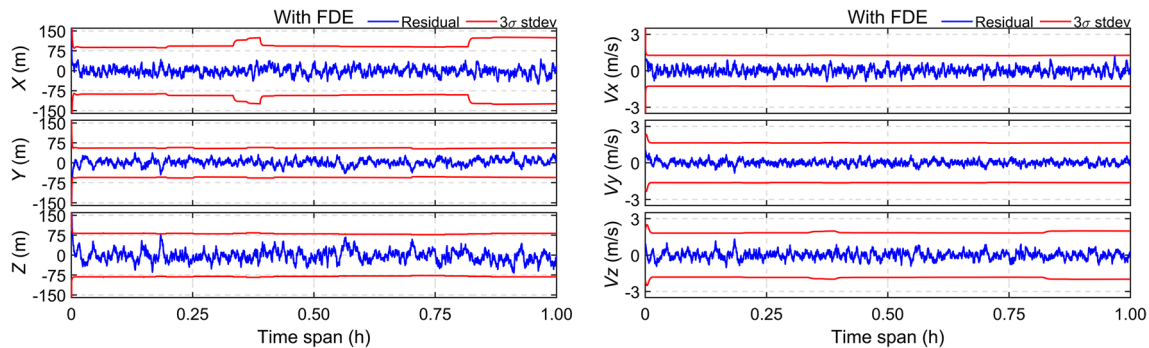 With FDE
Residual
3σ stdev
150
75
0
-75
-150
X (m)
150
75
0
-75
-150
Y (m)
150
75
0
-75
-150
Z (m)
0
0.25
0.50
0.75
1.00
Time span (h)
With FDE
Residual
3σ stdev
3
0
-3
Vx (m/s)
3
0
-3
Vy (m/s)
3
0
-3
Vz (m/s)
0
0.25
0.50
0.75
1.00
Time span (h)